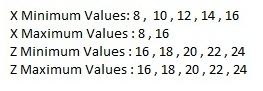 X Minimum Values: 8 , 10 , 12 , 14 , 16
X Maximum Values : 8 , 16
Z Minimum Values : 16 , 18 , 20 , 22 , 24
Z Maximum Values : 16 , 18 , 20 , 22 , 24